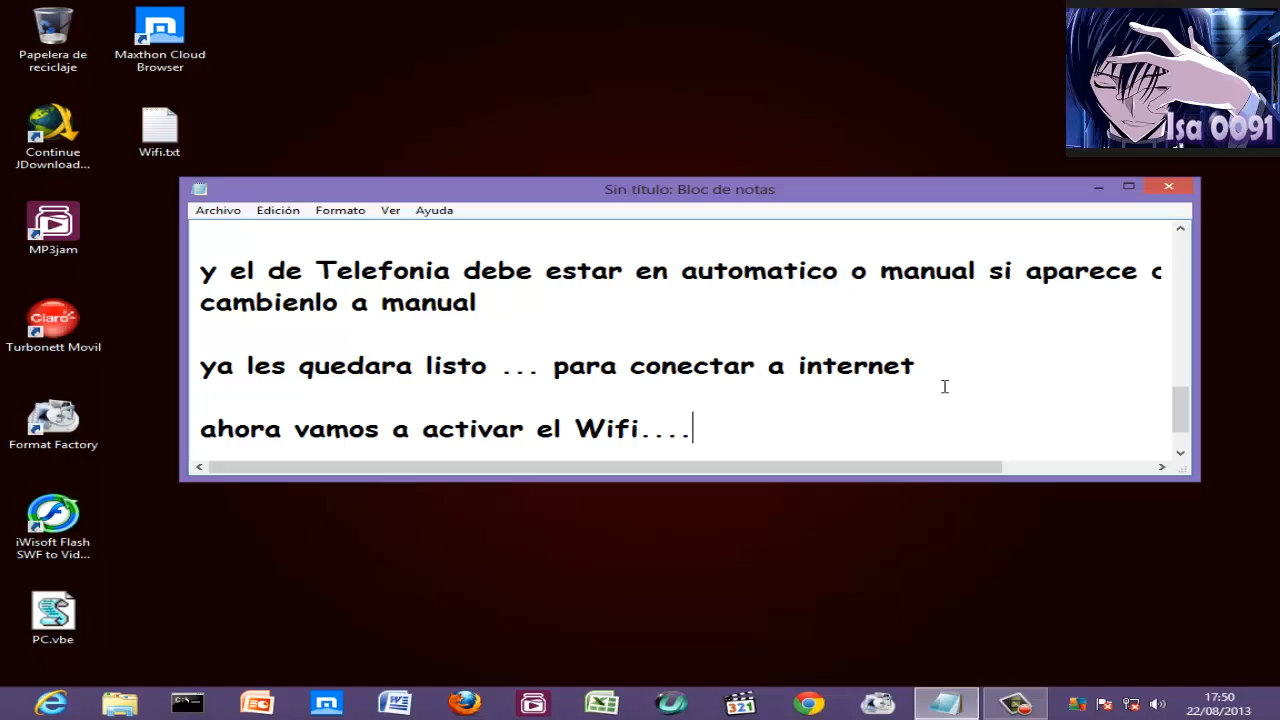 Papelera de
reciclaje
Maxthon Cloud
Browser
Continue
JDownload...
Wifi.txt
MP3jam
Claro
Turbonett Movil
Format Factory
iWisoft Flash
SWF to Vid...
PC.vbe
Isa 0091
Sin título: Bloc de notas
Archivo Edición Formato Ver Ayuda
y el de Telefonia debe estar en automatico o manual si aparece
cambienlo a manual
ya les quedara listo ... para conectar a internet
ahora vamos a activar el Wifi....
321
17:50
22/08/2013